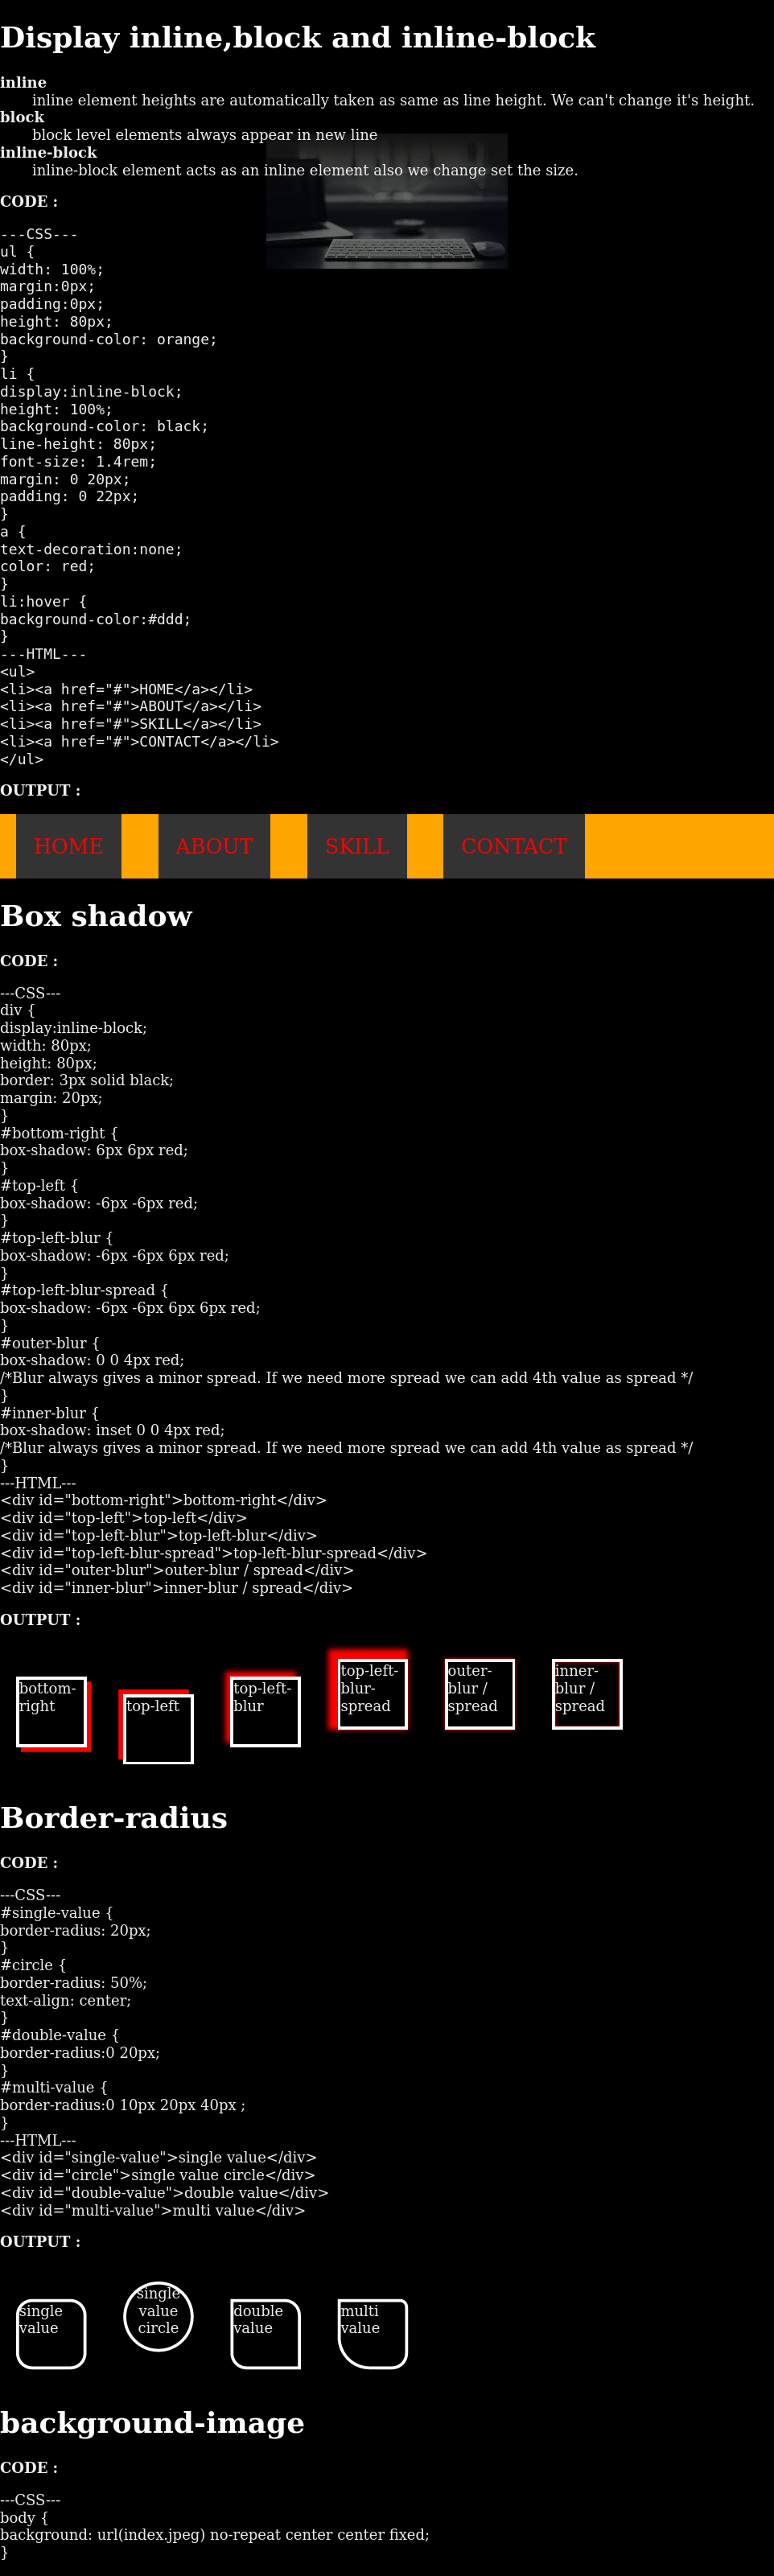 Display inline,block and inline-block
inline
inline element heights are automatically taken as same as line height. We can't change it's height.
block
block level elements always appear in new line
inline-block
inline-block element acts as an inline element also we change set the size.
CODE :
---CSS---
ul {
width: 100%;
margin:0px;
padding:0px;
height: 80px;
background-color: orange;
}
li {
display:inline-block;
height: 100%;
background-color: black;
line-height: 80px;
font-size: 1.4rem;
margin: 0 20px;
padding: 0 22px;
}
a {
text-decoration:none;
color: red;
}
li:hover {
background-color:#ddd;
}
---HTML---
<ul>
<li><a href="#">HOME</a></li>
<li><a href="#">ABOUT</a></li>
<li><a href="#">SKILL</a></li>
<li><a href="#">CONTACT</a></li>
</ul>
OUTPUT :
HOME ABOUT SKILL CONTACT
Box shadow
CODE :
---CSS---
div {
display:inline-block;
width: 80px;
height: 80px;
border: 3px solid black;
margin: 20px;
}
#bottom-right {
box-shadow: 6px 6px red;
}
#top-left {
box-shadow: -6px -6px red;
}
#top-left-blur {
box-shadow: -6px -6px 6px red;
}
#top-left-blur-spread {
box-shadow: -6px -6px 6px 6px red;
}
#outer-blur {
box-shadow: 0 0 4px red;
/*Blur always gives a minor spread. If we need more spread we can add 4th value as spread */
}
#inner-blur {
box-shadow: inset 0 0 4px red;
/*Blur always gives a minor spread. If we need more spread we can add 4th value as spread */
}
---HTML---
<div id="bottom-right">bottom-right</div>
<div id="top-left">top-left</div>
<div id="top-left-blur">top-left-blur</div>
<div id="top-left-blur-spread">top-left-blur-spread</div>
<div id="outer-blur">outer-blur / spread</div>
<div id="inner-blur">inner-blur / spread</div>
OUTPUT :
bottom-
right
top-left
top-left-
blur
top-left-
blur-
spread
outer-
blur /
spread
inner-
blur /
spread
Border-radius
CODE :
---CSS---
#single-value {
border-radius: 20px;
}
#circle {
border-radius: 50%;
text-align: center;
}
#double-value {
border-radius:0 20px;
}
#multi-value {
border-radius:0 10px 20px 40px ;
}
---HTML---
<div id="single-value">single value</div>
<div id="circle">single value circle</div>
<div id="double-value">double value</div>
<div id="multi-value">multi value</div>
OUTPUT :
single
value
single
value
circle
double
value
multi
value
background-image
CODE :
---CSS---
body {
background: url(index.jpeg) no-repeat center center fixed;
}